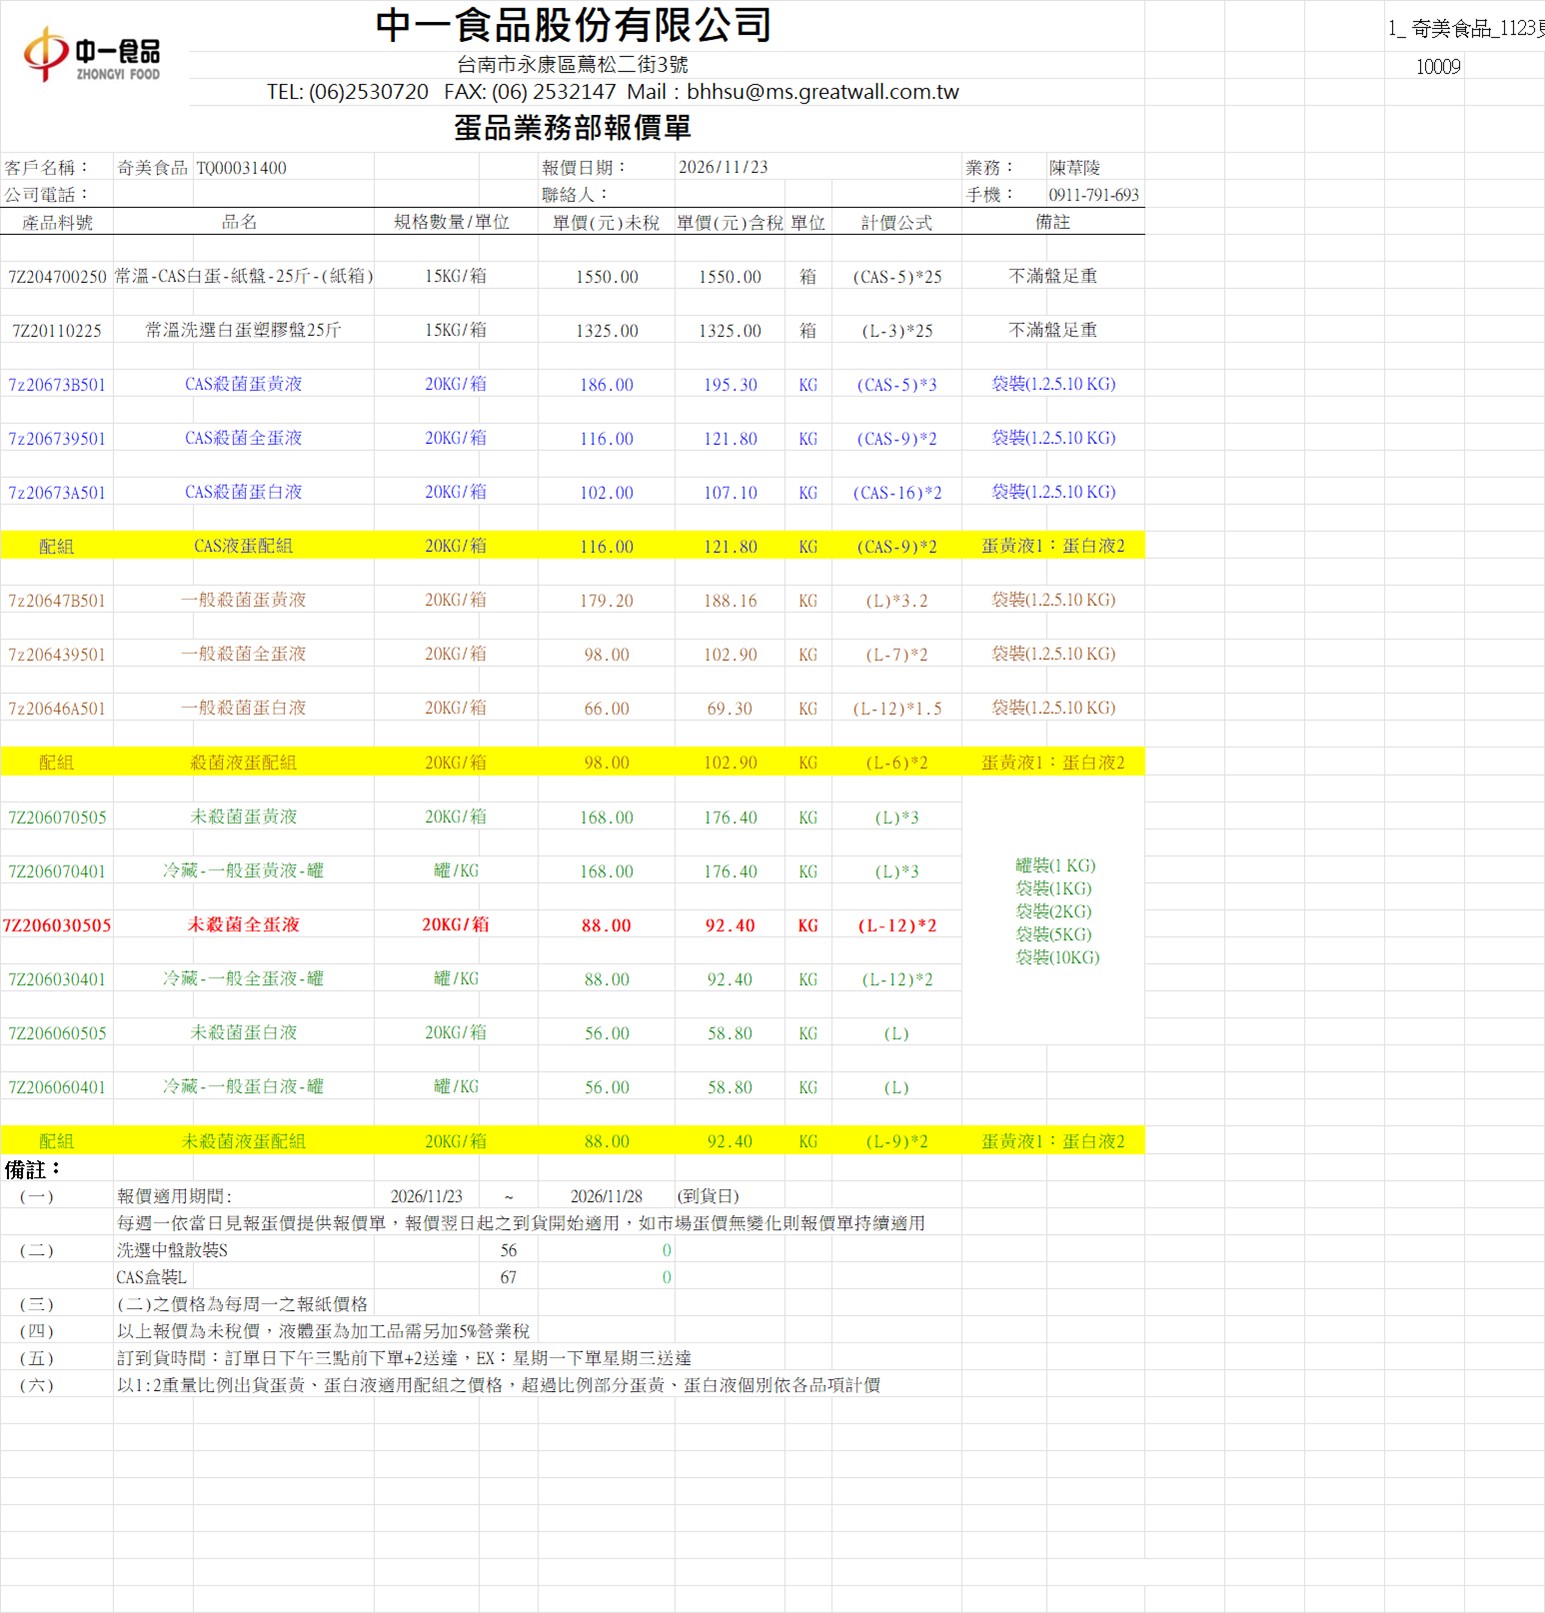 中一食品股份有限公司
1_ 奇美食品_1123
中一食品
ZHONGYI FOOD
台南市永康區蔦松二街3號
10009
TEL: (06)2530720 FAX: (06) 2532147 Mail : bhhsu@ms.greatwall.com.tw
蛋品業務部報價單
客戶名稱： 奇美食品 TQ00031400 報價日期： 2026/11/23 業務： 陳葦陵
公司電話： 聯絡人： 手機： 0911-791-693
產品料號 品名 規格數量/單位 單價(元)未稅 單價(元)含稅 單位 計價公式 備註
7Z204700250 常溫-CAS白蛋-紙盤-25斤-(紙箱) 15KG/箱 1550.00 1550.00 箱 (CAS-5)*25 不滿盤足重
7Z20110225 常溫洗選白蛋塑膠盤25斤 15KG/箱 1325.00 1325.00 箱 (L-3)*25 不滿盤足重
7z20673B501 CAS殺菌蛋黃液 20KG/箱 186.00 195.30 KG (CAS-5)*3 袋裝(1.2.5.10 KG)
7z206739501 CAS殺菌全蛋液 20KG/箱 116.00 121.80 KG (CAS-9)*2 袋裝(1.2.5.10 KG)
7z20673A501 CAS殺菌蛋白液 20KG/箱 102.00 107.10 KG (CAS-16)*2 袋裝(1.2.5.10 KG)
配組 CAS液蛋配組 20KG/箱 116.00 121.80 KG (CAS-9)*2 蛋黃液1：蛋白液2
7z20647B501 一般殺菌蛋黃液 20KG/箱 179.20 188.16 KG (L)*3.2 袋裝(1.2.5.10 KG)
7z206439501 一般殺菌全蛋液 20KG/箱 98.00 102.90 KG (L-7)*2 袋裝(1.2.5.10 KG)
7z20646A501 一般殺菌蛋白液 20KG/箱 66.00 69.30 KG (L-12)*1.5 袋裝(1.2.5.10 KG)
配組 殺菌液蛋配組 20KG/箱 98.00 102.90 KG (L-6)*2 蛋黃液1：蛋白液2
7Z206070505 未殺菌蛋黃液 20KG/箱 168.00 176.40 KG (L)*3
7Z206070401 冷藏-一般蛋黃液-罐 罐/KG 168.00 176.40 KG (L)*3
罐裝(1 KG)
袋裝(1KG)
袋裝(2KG)
袋裝(5KG)
袋裝(10KG)
7Z206030505 未殺菌全蛋液 20KG/箱 88.00 92.40 KG (L-12)*2
7Z206030401 冷藏-一般全蛋液-罐 罐/KG 88.00 92.40 KG (L-12)*2
7Z206060505 未殺菌蛋白液 20KG/箱 56.00 58.80 KG (L)
7Z206060401 冷藏-一般蛋白液-罐 罐/KG 56.00 58.80 KG (L)
配組 未殺菌液蛋配組 20KG/箱 88.00 92.40 KG (L-9)*2 蛋黃液1：蛋白液2
備註：
(一) 報價適用期間: 2026/11/23 ~ 2026/11/28 (到貨日)
每週一依當日見報蛋價提供報價單，報價翌日起之到貨開始適用，如市場蛋價無變化則報價單持續適用
(二) 洗選中盤散裝S 56 0
CAS盒裝L 67 0
(三) (二)之價格為每周一之報紙價格
(四) 以上報價為未稅價，液體蛋為加工品需另加5%營業稅
(五) 訂到貨時間：訂單日下午三點前下單+2送達，EX：星期一下單星期三送達
(六) 以1:2重量比例出貨蛋黃、蛋白液適用配組之價格，超過比例部分蛋黃、蛋白液個別依各品項計價